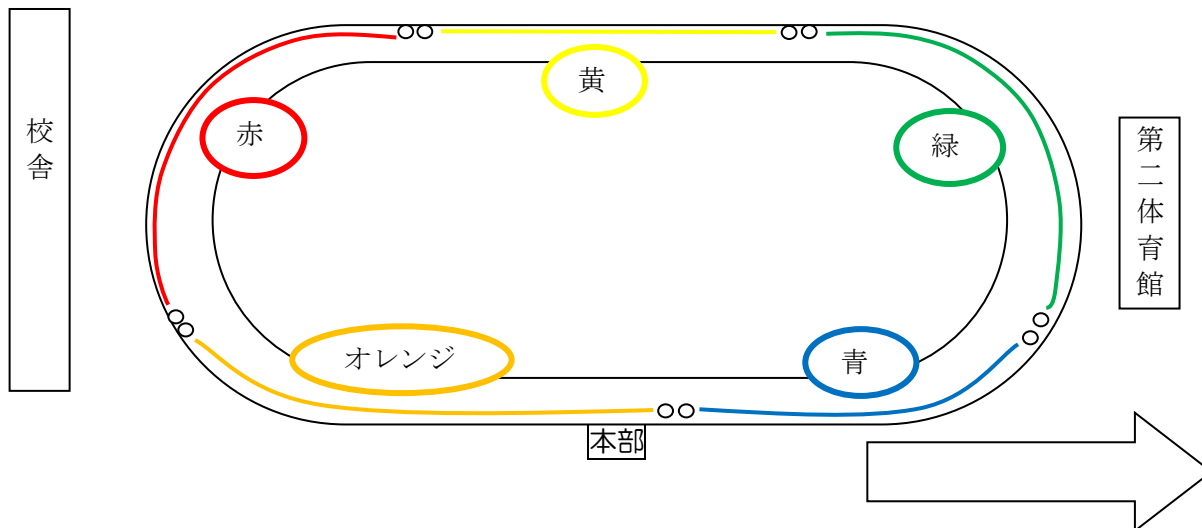 校舎
赤
黄
緑
第二体育館
オレンジ
青
本部